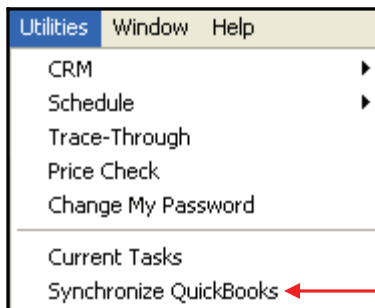 Utilities Window Help
CRM
Schedule
Trace-Through
Price Check
Change My Password
Current Tasks
Synchronize QuickBooks